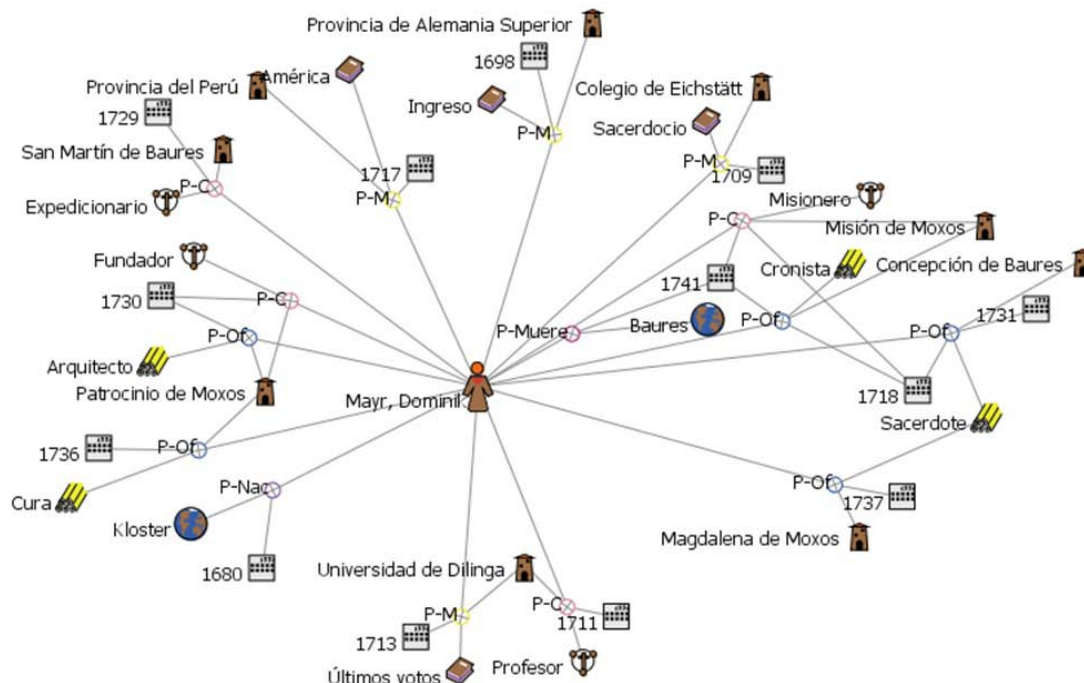 Provincia de Alemania Superior
América
1698
Provincia del Perú
Colegio de Eichstätt
Ingreso
1729
Sacerdocio
P-M
San Martín de Baures
P-M
1717
1709
P-C
P-M
Misionero
Expedicionario
P-C
Misión de Moxos
Fundador
Cronista
Concepción de Baures
1741
1730
P-C
P-Of
P-Muere
Baures
P-Of
1731
P-Of
Arquitecto
Patrocinio de Moxos
Mayr, Dominik
1718
Sacerdote
P-Of
1736
P-Of
P-Nac
1737
Cura
Kloster
Magdalena de Moxos
Universidad de Dilinga
1680
P-C
P-M
1711
1713
Profesor
Últimos votos